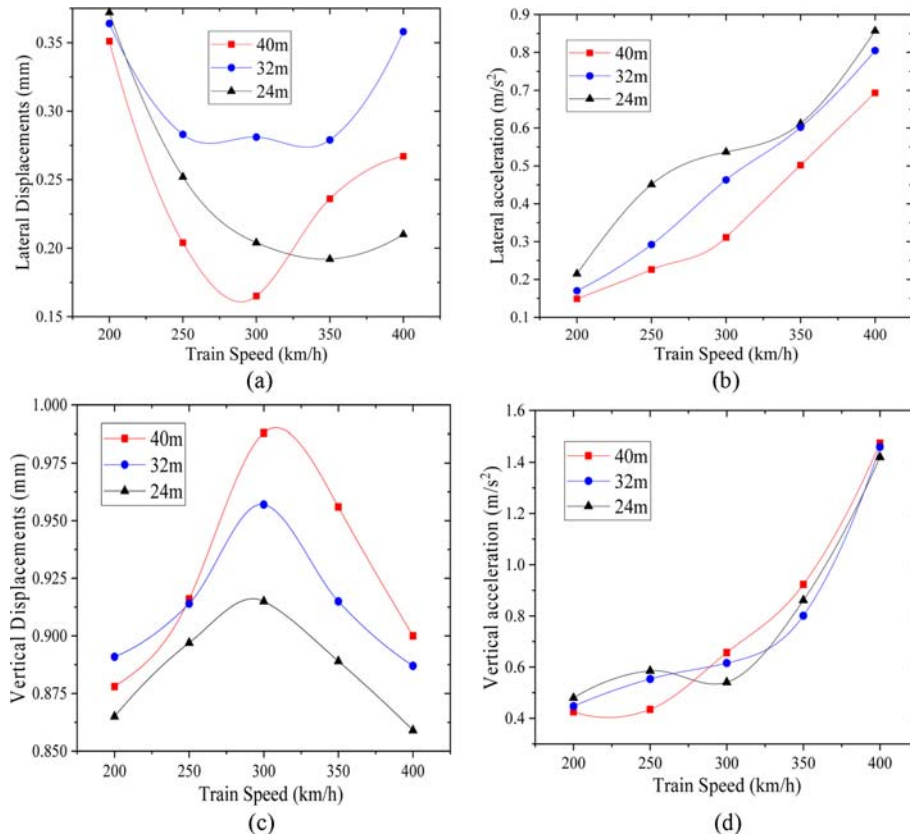 0.35
0.30
0.25
0.20
0.15
Lateral Displacements (mm)
40m
32m
24m
200 250 300 350 400
Train Speed (km/h)
(a)
0.9
0.8
0.7
0.6
0.5
0.4
0.3
0.2
0.1
Lateral acceleration (m/s²)
40m
32m
24m
200 250 300 350 400
Train Speed (km/h)
(b)
1.000
0.975
0.950
0.925
0.900
0.875
0.850
Vertical Displacements (mm)
40m
32m
24m
200 250 300 350 400
Train Speed (km/h)
(c)
1.6
1.4
1.2
1.0
0.8
0.6
0.4
Vertical acceleration (m/s²)
40m
32m
24m
200 250 300 350 400
Train Speed (km/h)
(d)